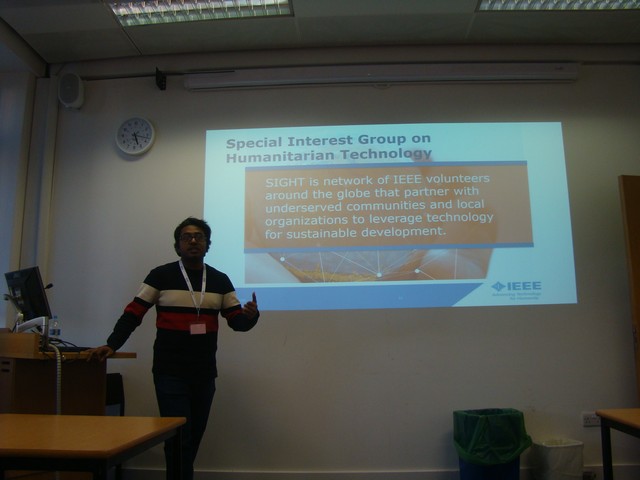 Special Interest Group on
Humanitarian Technology
SIGHT is network of IEEE volunteers
around the globe that partner with
underserved communities and local
organizations to leverage technology
for sustainable development.
IEEE